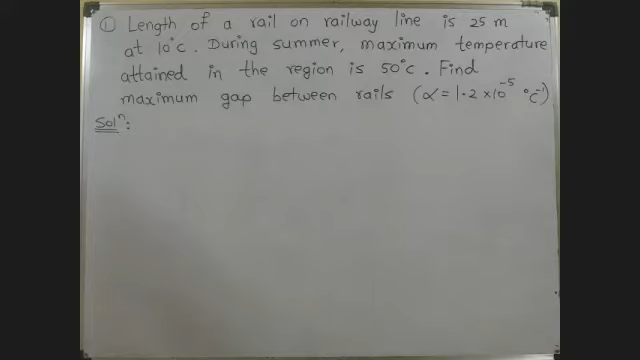 ① Length of a rail on railway line is 25 m
at 10°C. During summer, maximum temperature
attained in the region is 50°C. Find
maximum gap between rails (α = 1.2 × 10⁻⁵ °C⁻¹)
Solⁿ: